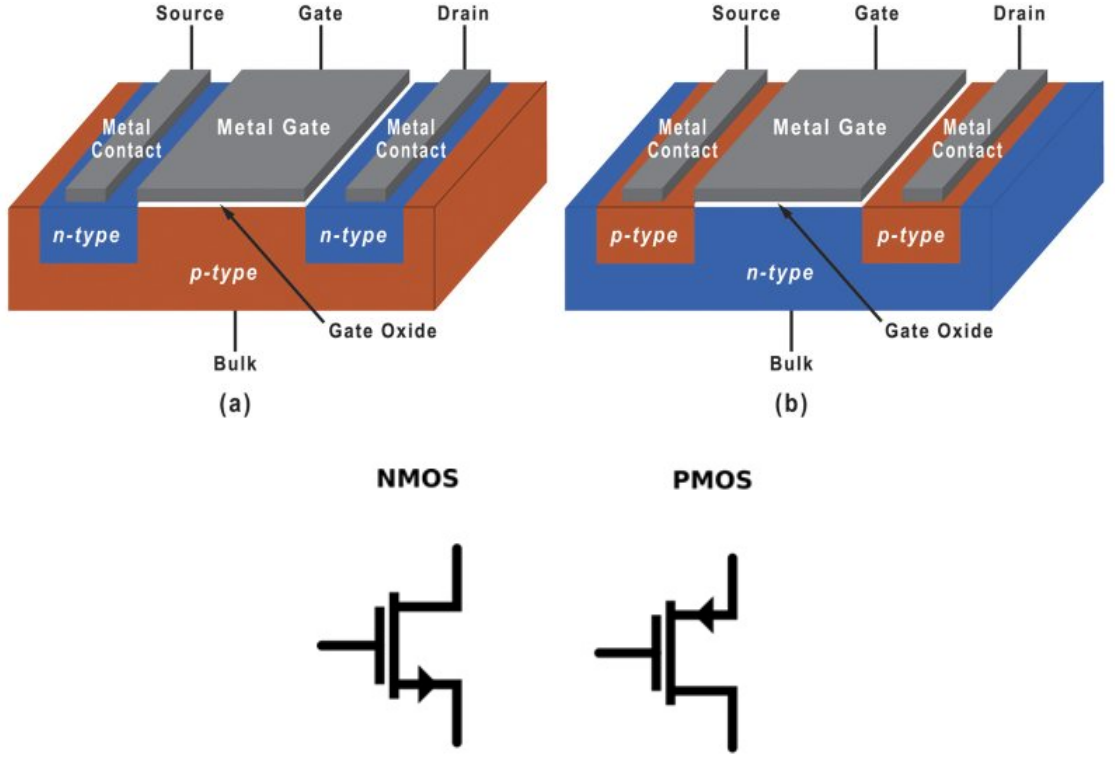 Source Gate Drain
Metal Contact
Metal Gate
Metal Contact
n-type
n-type
p-type
Gate Oxide
Bulk
(a)
Source Gate Drain
Metal Contact
Metal Gate
Metal Contact
p-type
p-type
n-type
Gate Oxide
Bulk
(b)
NMOS
PMOS